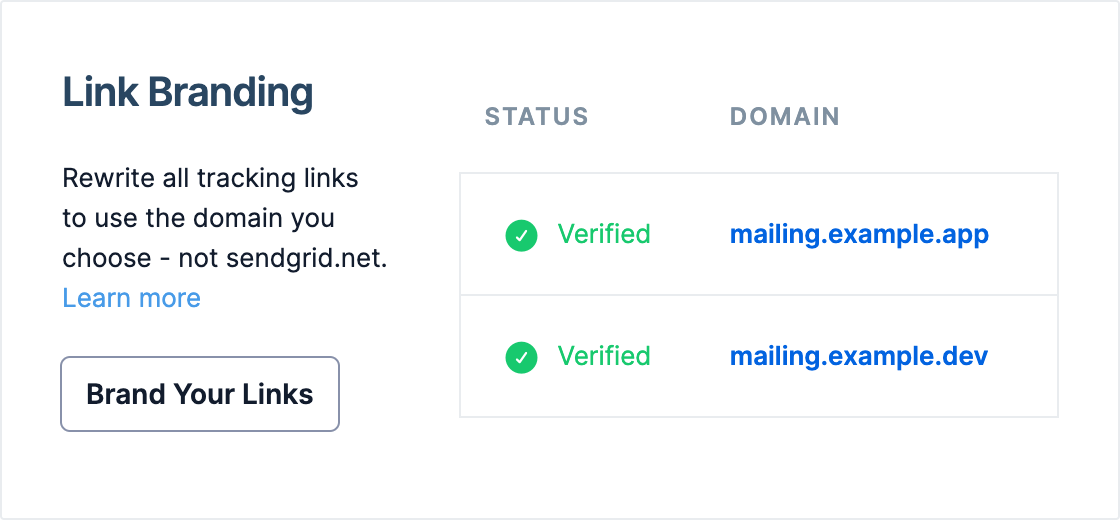 Link Branding
Rewrite all tracking links
to use the domain you
choose - not sendgrid.net.
Learn more
Brand Your Links
STATUS DOMAIN
Verified mailing.example.app
Verified mailing.example.dev